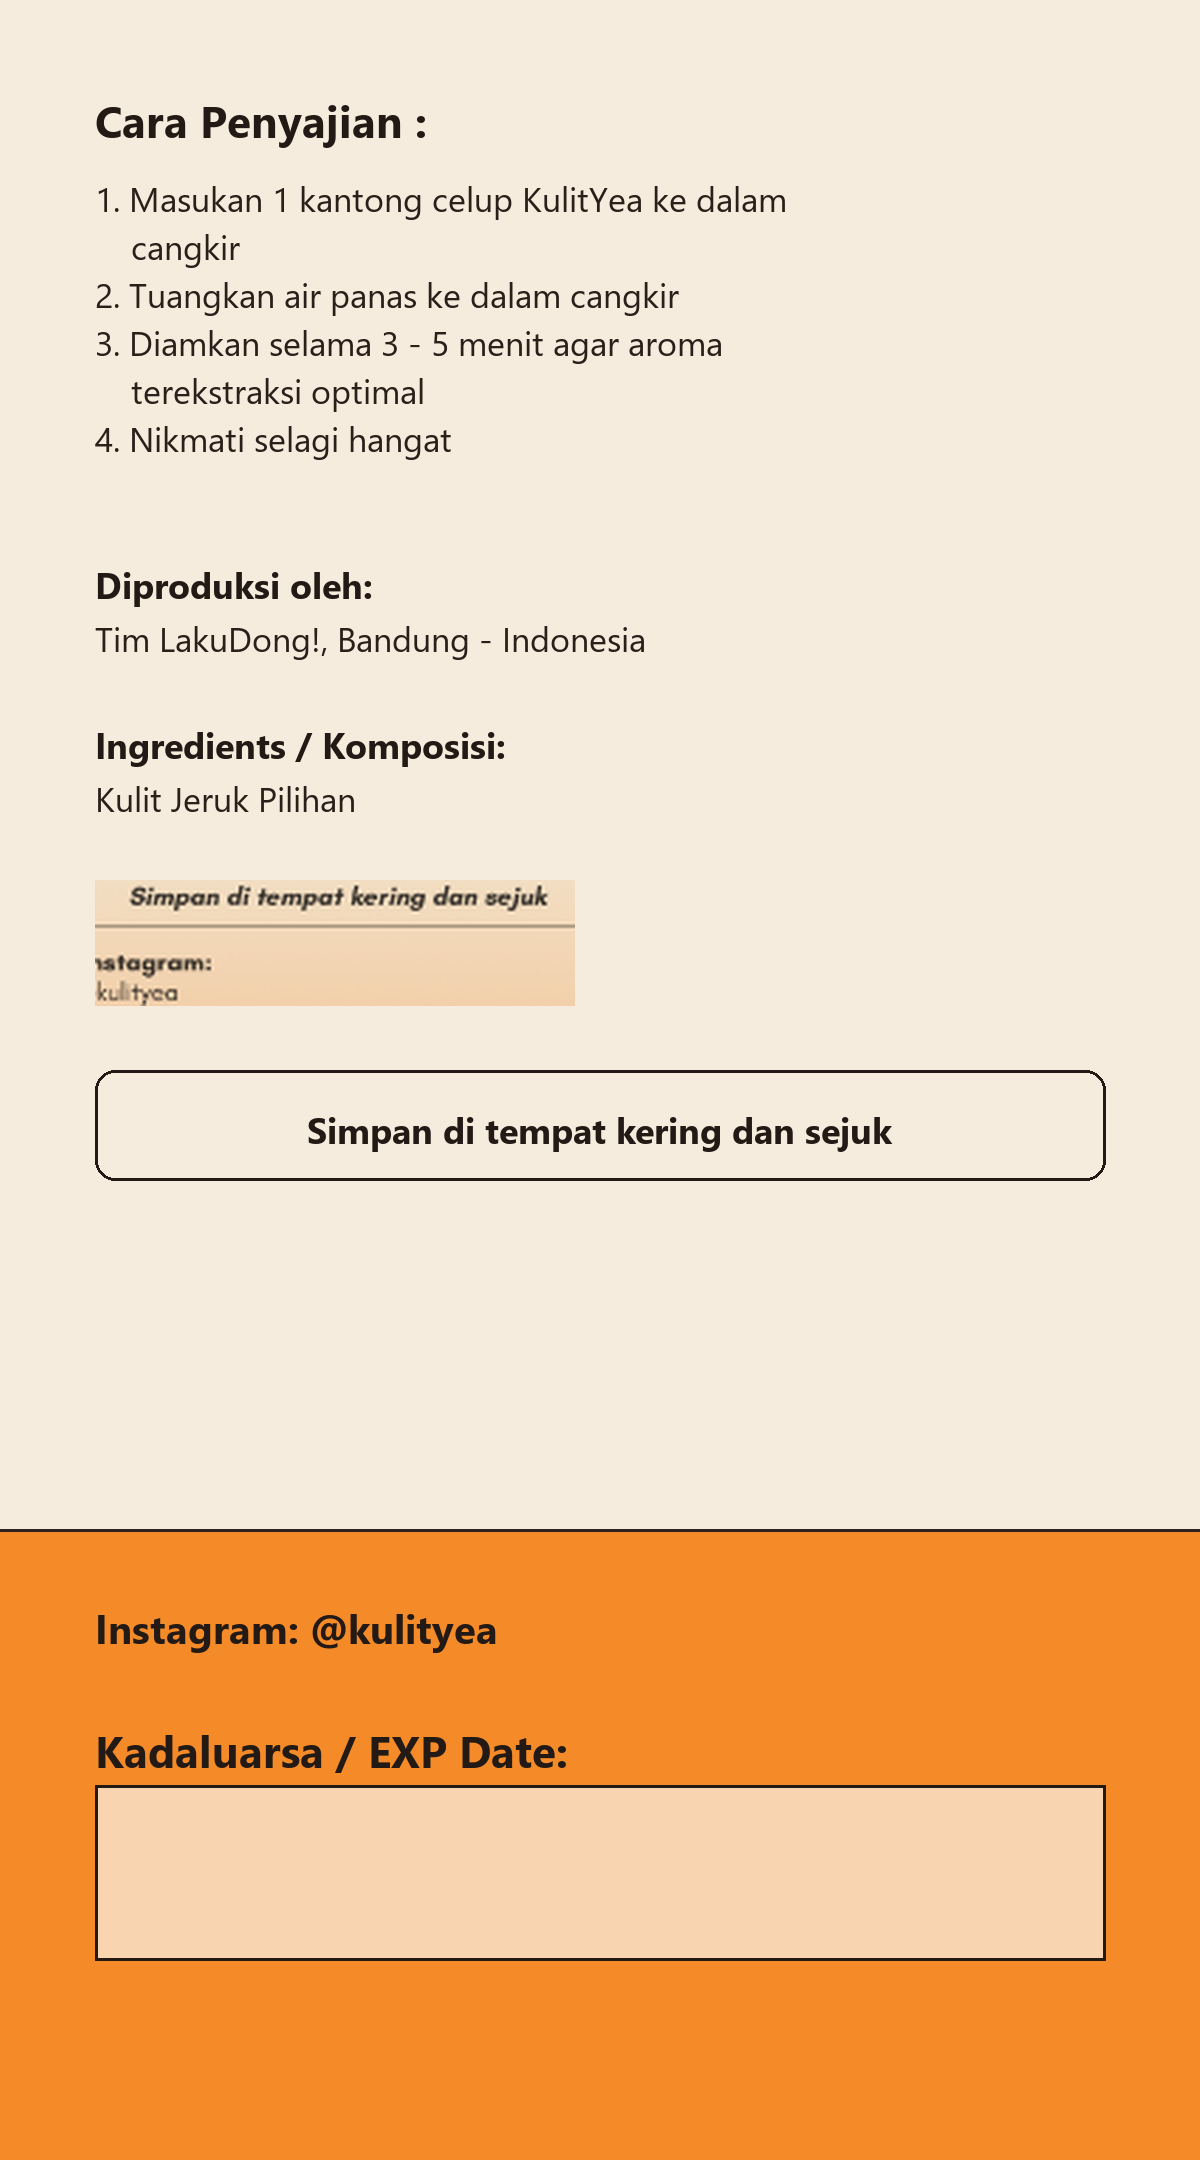 Cara Penyajian :
1. Masukan 1 kantong celup KulitYea ke dalam
cangkir
2. Tuangkan air panas ke dalam cangkir
3. Diamkan selama 3 - 5 menit agar aroma
terekstraksi optimal
4. Nikmati selagi hangat
Diproduksi oleh:
Tim LakuDong!, Bandung - Indonesia
Ingredients / Komposisi:
Kulit Jeruk Pilihan
Simpan di tempat kering dan sejuk
nstagram:
kulityea
Simpan di tempat kering dan sejuk
Instagram: @kulityea
Kadaluarsa / EXP Date: